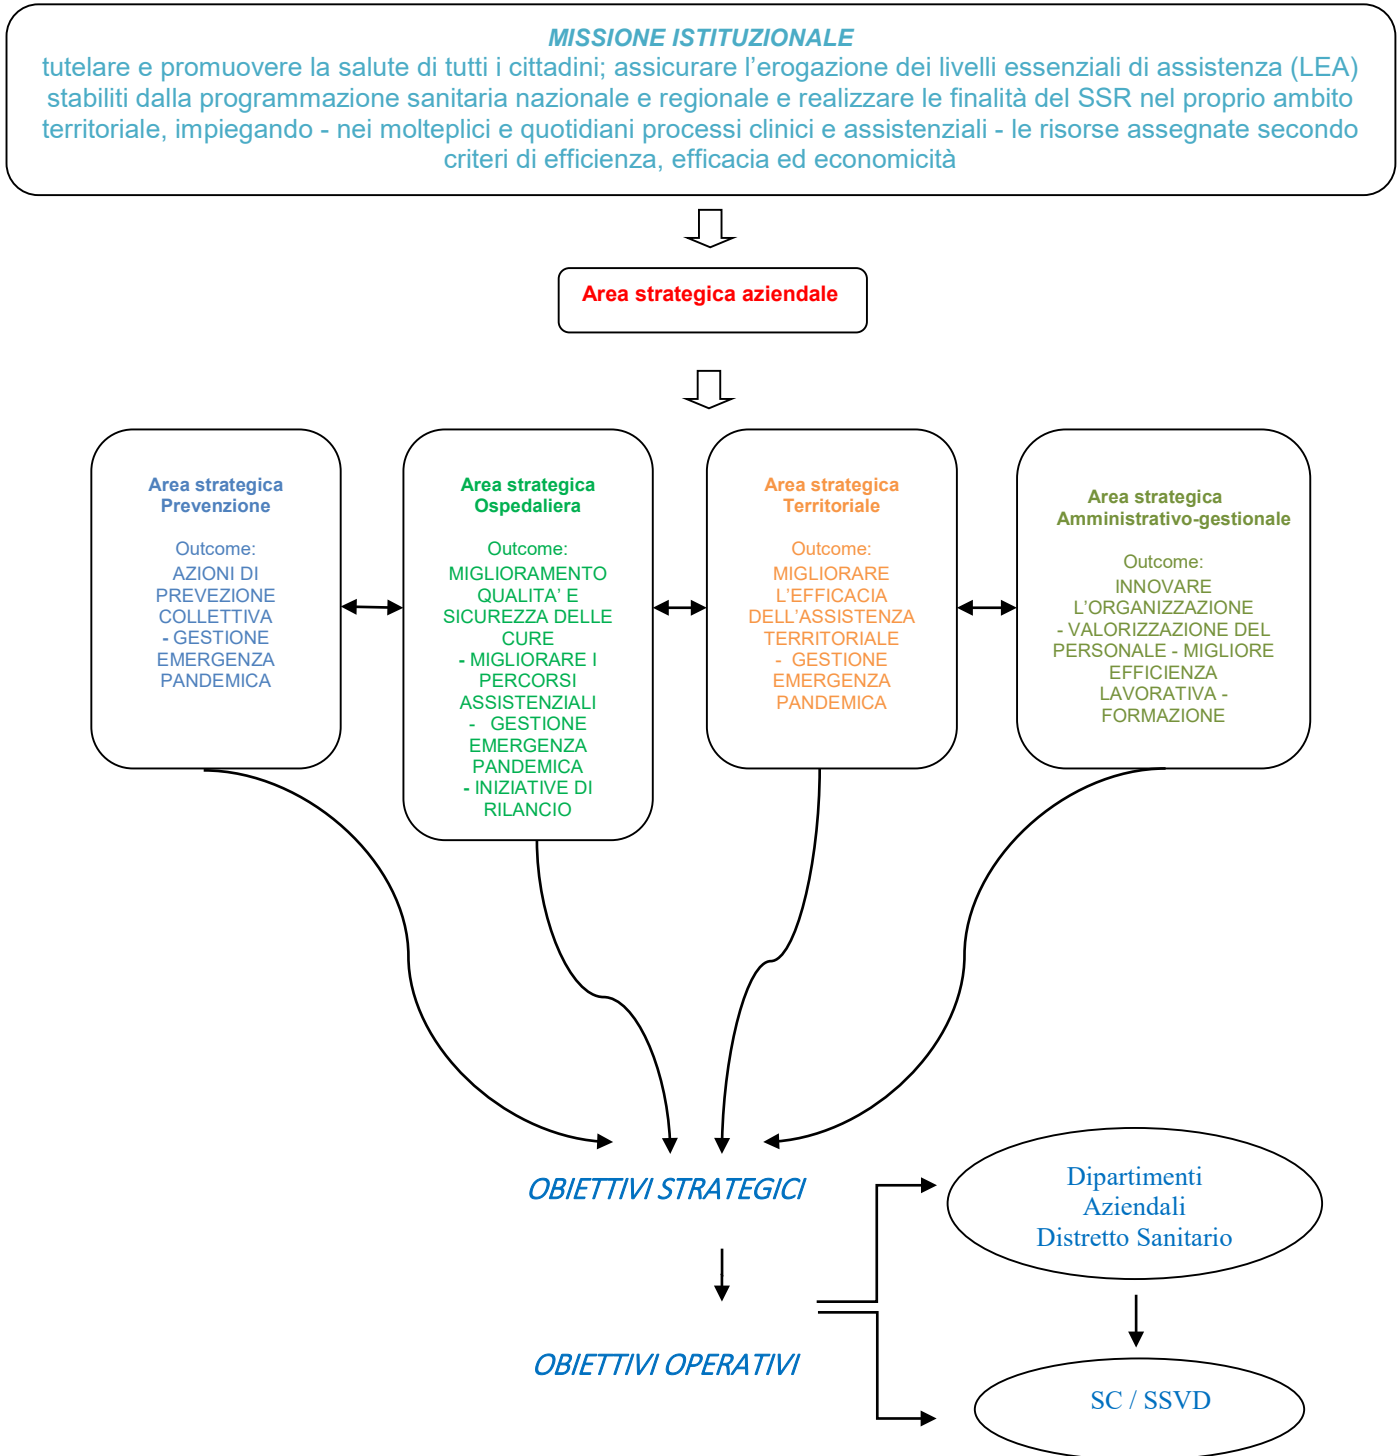 MISSIONE ISTITUZIONALE
tutelare e promuovere la salute di tutti i cittadini; assicurare l’erogazione dei livelli essenziali di assistenza (LEA)
stabiliti dalla programmazione sanitaria nazionale e regionale e realizzare le finalità del SSR nel proprio ambito
territoriale, impiegando - nei molteplici e quotidiani processi clinici e assistenziali - le risorse assegnate secondo
criteri di efficienza, efficacia ed economicità
Area strategica aziendale
Area strategica
Prevenzione
Outcome:
AZIONI DI
PREVEZIONE
COLLETTIVA
- GESTIONE
EMERGENZA
PANDEMICA
Area strategica
Ospedaliera
Outcome:
MIGLIORAMENTO
QUALITA’ E
SICUREZZA DELLE
CURE
- MIGLIORARE I
PERCORSI
ASSISTENZIALI
- GESTIONE
EMERGENZA
PANDEMICA
- INIZIATIVE DI
RILANCIO
Area strategica
Territoriale
Outcome:
MIGLIORARE
L’EFFICACIA
DELL’ASSISTENZA
TERRITORIALE
- GESTIONE
EMERGENZA
PANDEMICA
Area strategica
Amministrativo-gestionale
Outcome:
INNOVARE
L’ORGANIZZAZIONE
- VALORIZZAZIONE DEL
PERSONALE - MIGLIORE
EFFICIENZA
LAVORATIVA -
FORMAZIONE
OBIETTIVI STRATEGICI
Dipartimenti
Aziendali
Distretto Sanitario
OBIETTIVI OPERATIVI
SC / SSVD